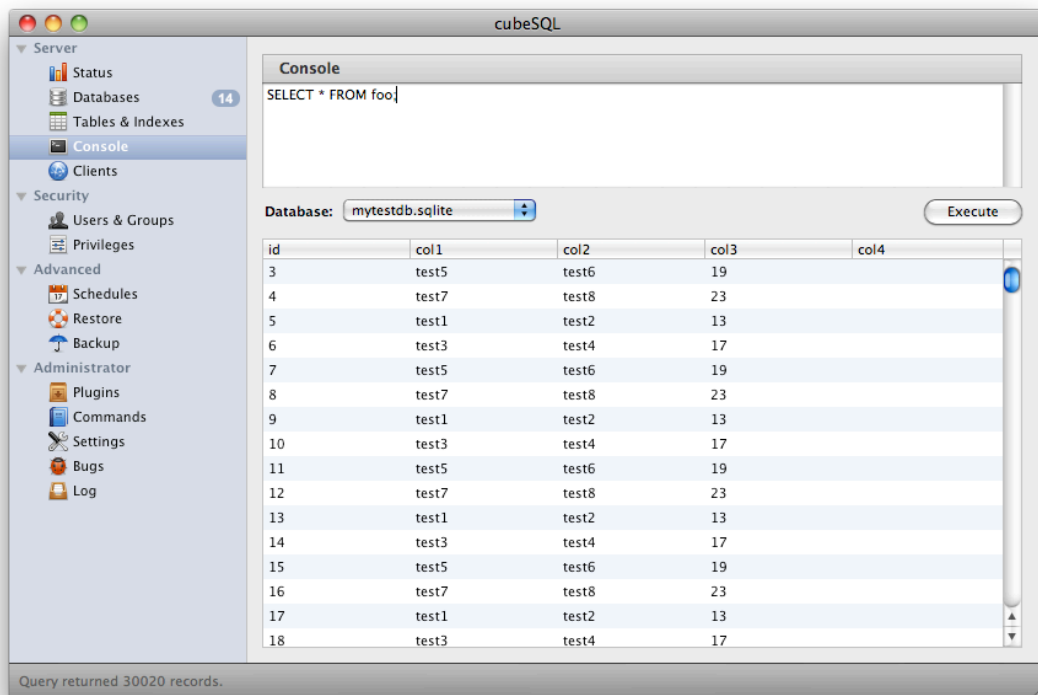 cubeSQL
Server
Status
Databases 14
Tables & Indexes
Console
Clients
Security
Users & Groups
Privileges
Advanced
17 Schedules
Restore
Backup
Administrator
Plugins
Commands
Settings
Bugs
Log
Console
SELECT * FROM foo;
Database: mytestdb.sqlite Execute
id col1 col2 col3 col4
3 test5 test6 19
4 test7 test8 23
5 test1 test2 13
6 test3 test4 17
7 test5 test6 19
8 test7 test8 23
9 test1 test2 13
10 test3 test4 17
11 test5 test6 19
12 test7 test8 23
13 test1 test2 13
14 test3 test4 17
15 test5 test6 19
16 test7 test8 23
17 test1 test2 13
18 test3 test4 17
Query returned 30020 records.